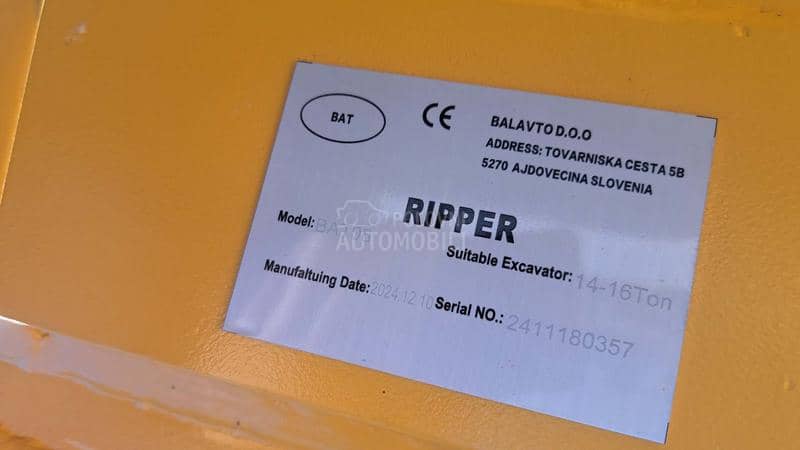 BAT
CE
BALAVTO D.O.O
ADDRESS: TOVARNISKA CESTA 5B
5270 AJDOVECINA SLOVENIA
RIPPER
Model:
Suitable Excavator: 14-16Ton
Manufaltuing Date: 2024.12.10
Serial NO.: 2411180357
AUTOMOBILI